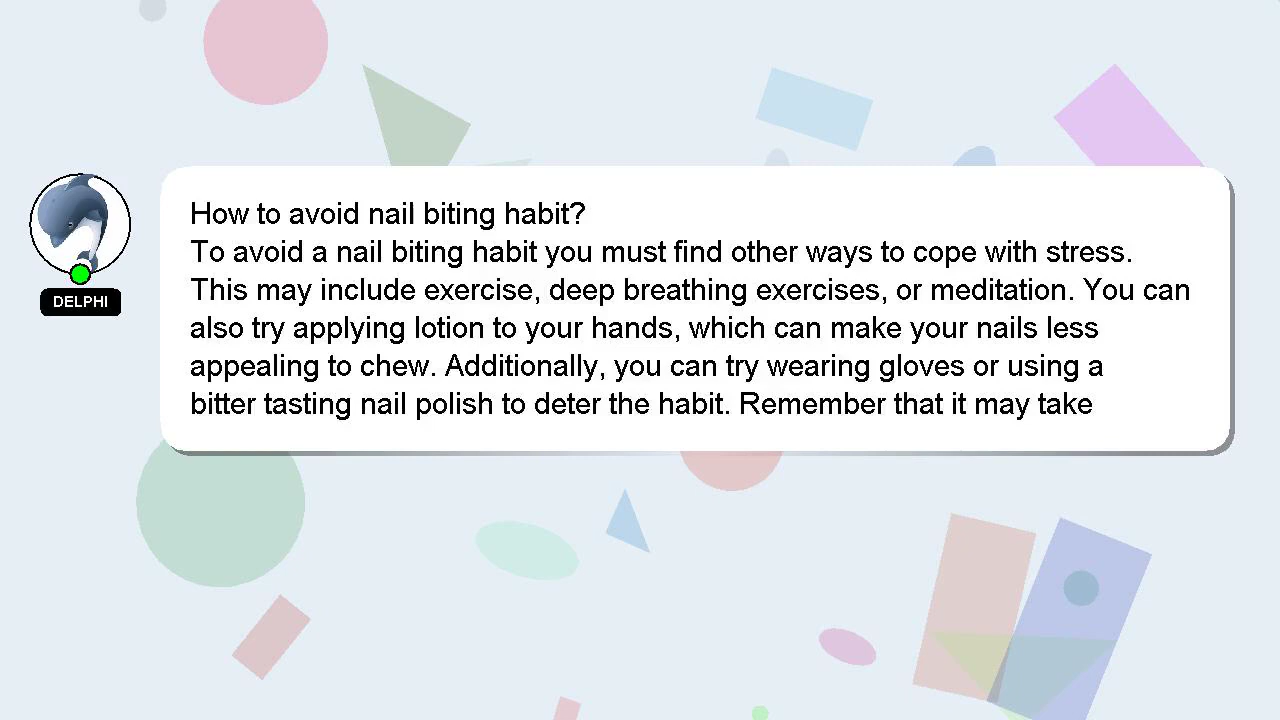 How to avoid nail biting habit?
To avoid a nail biting habit you must find other ways to cope with stress.
This may include exercise, deep breathing exercises, or meditation. You can
also try applying lotion to your hands, which can make your nails less
appealing to chew. Additionally, you can try wearing gloves or using a
bitter tasting nail polish to deter the habit. Remember that it may take
DELPHI